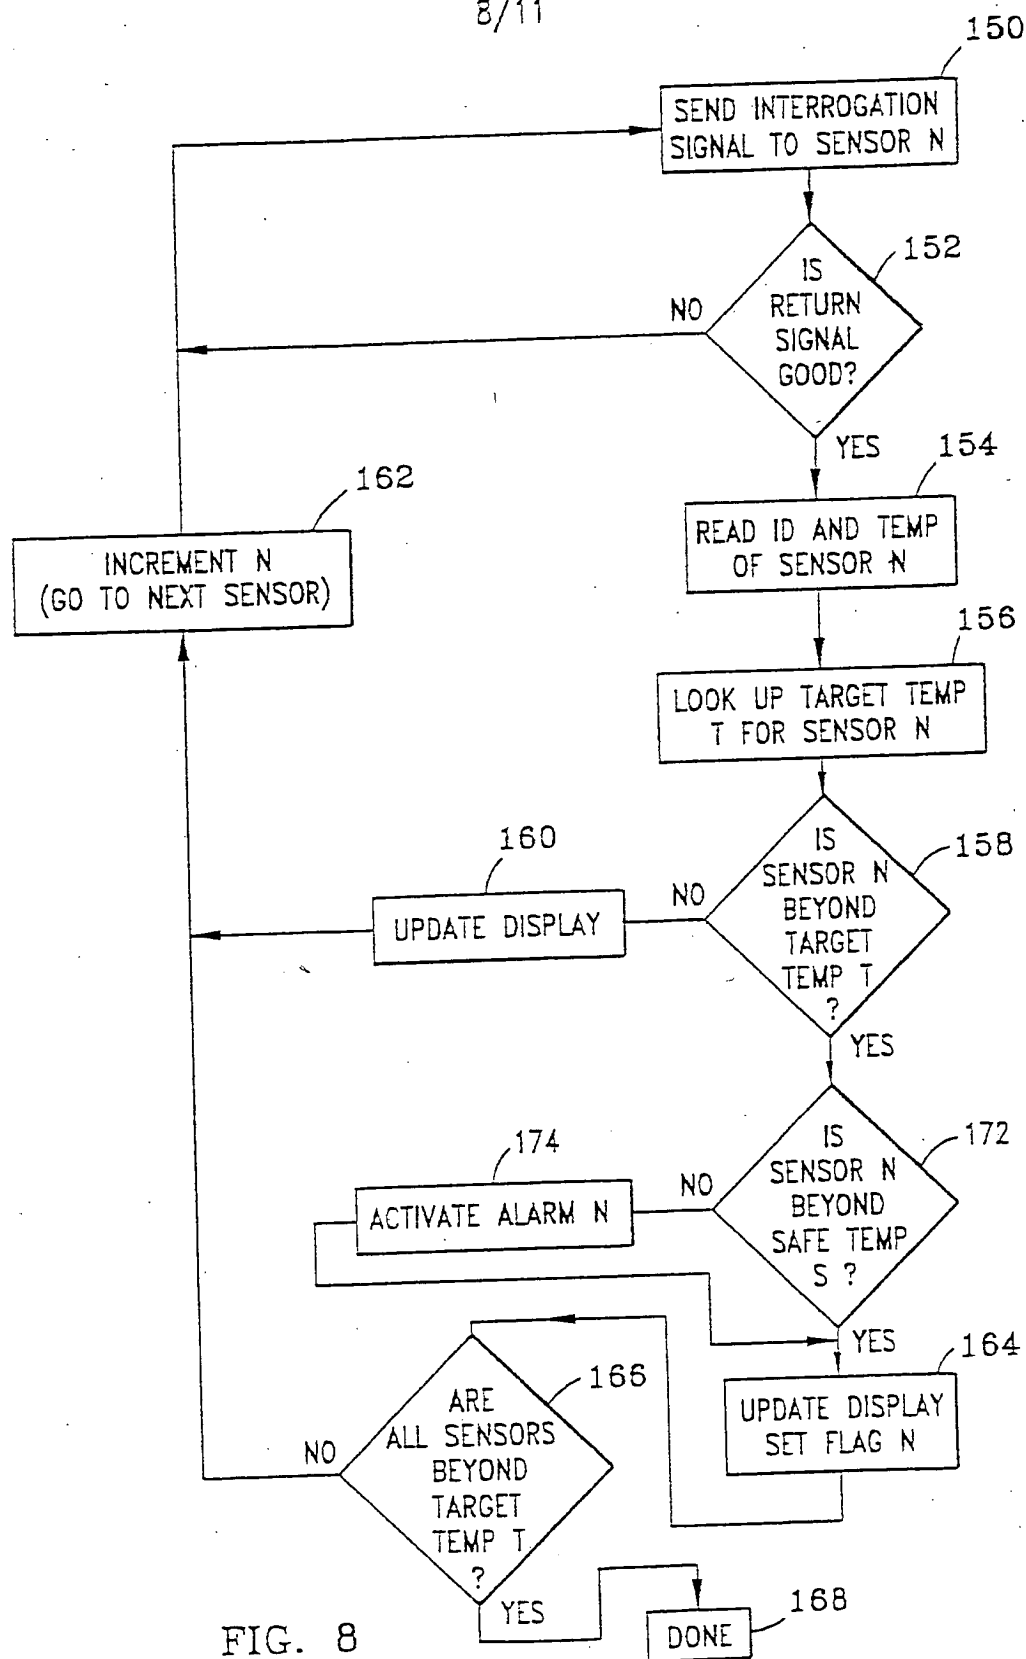 8/11
150
SEND INTERROGATION
SIGNAL TO SENSOR N
152
IS
RETURN
SIGNAL
GOOD?
NO
YES
154
READ ID AND TEMP
OF SENSOR N
162
INCREMENT N
(GO TO NEXT SENSOR)
156
LOOK UP TARGET TEMP
T FOR SENSOR N
158
IS
SENSOR N
BEYOND
TARGET
TEMP T
?
NO
160
UPDATE DISPLAY
YES
172
IS
SENSOR N
BEYOND
SAFE TEMP
S ?
NO
174
ACTIVATE ALARM N
YES
164
UPDATE DISPLAY
SET FLAG N
166
ARE
ALL SENSORS
BEYOND
TARGET
TEMP T
?
NO
YES
168
DONE
FIG. 8